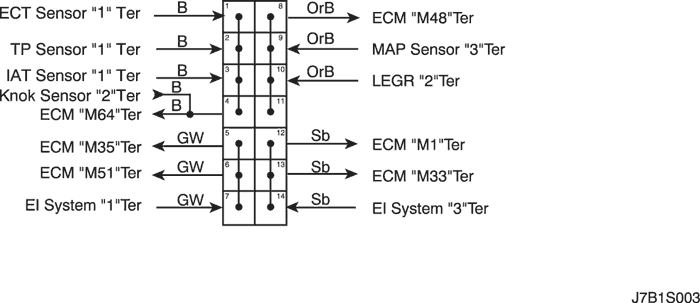 ECT Sensor "1" Ter B 1 8 OrB ECM "M48"Ter
TP Sensor "1" Ter B 2 9 OrB MAP Sensor "3"Ter
IAT Sensor "1" Ter B 3 10 OrB LEGR "2"Ter
Knok Sensor "2"Ter
ECM "M64"Ter B 4 11
ECM "M35"Ter GW 5 12 Sb ECM "M1"Ter
ECM "M51"Ter GW 6 13 Sb ECM "M33"Ter
EI System "1"Ter GW 7 14 Sb EI System "3"Ter
J7B1S003